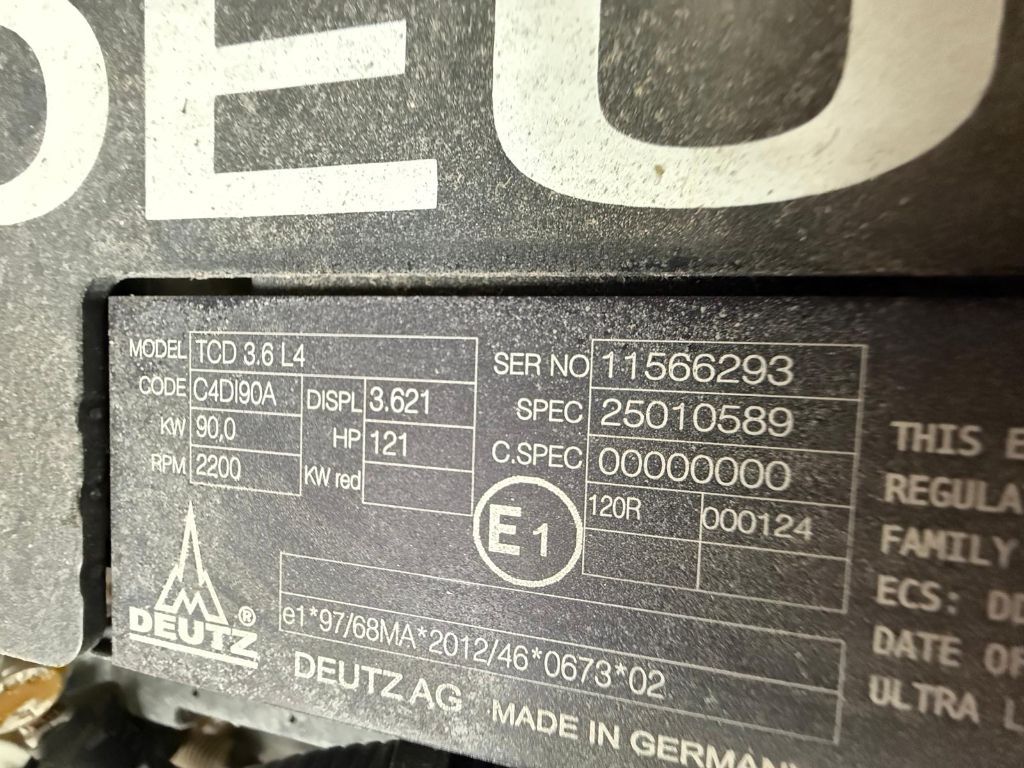 DEU
MODEL TCD 3.6 L4
CODE C4DI90A DISPL 3.621
KW 90,0 HP 121
RPM 2200 KW red
SER NO 11566293
SPEC 25010589
C.SPEC 00000000
E1 120R 000124
DEUTZ®
e1*97/68MA*2012/46*0673*02
DEUTZ AG MADE IN GERMANY
THIS E
REGULA
FAMILY
ECS: DD
DATE OF
ULTRA L